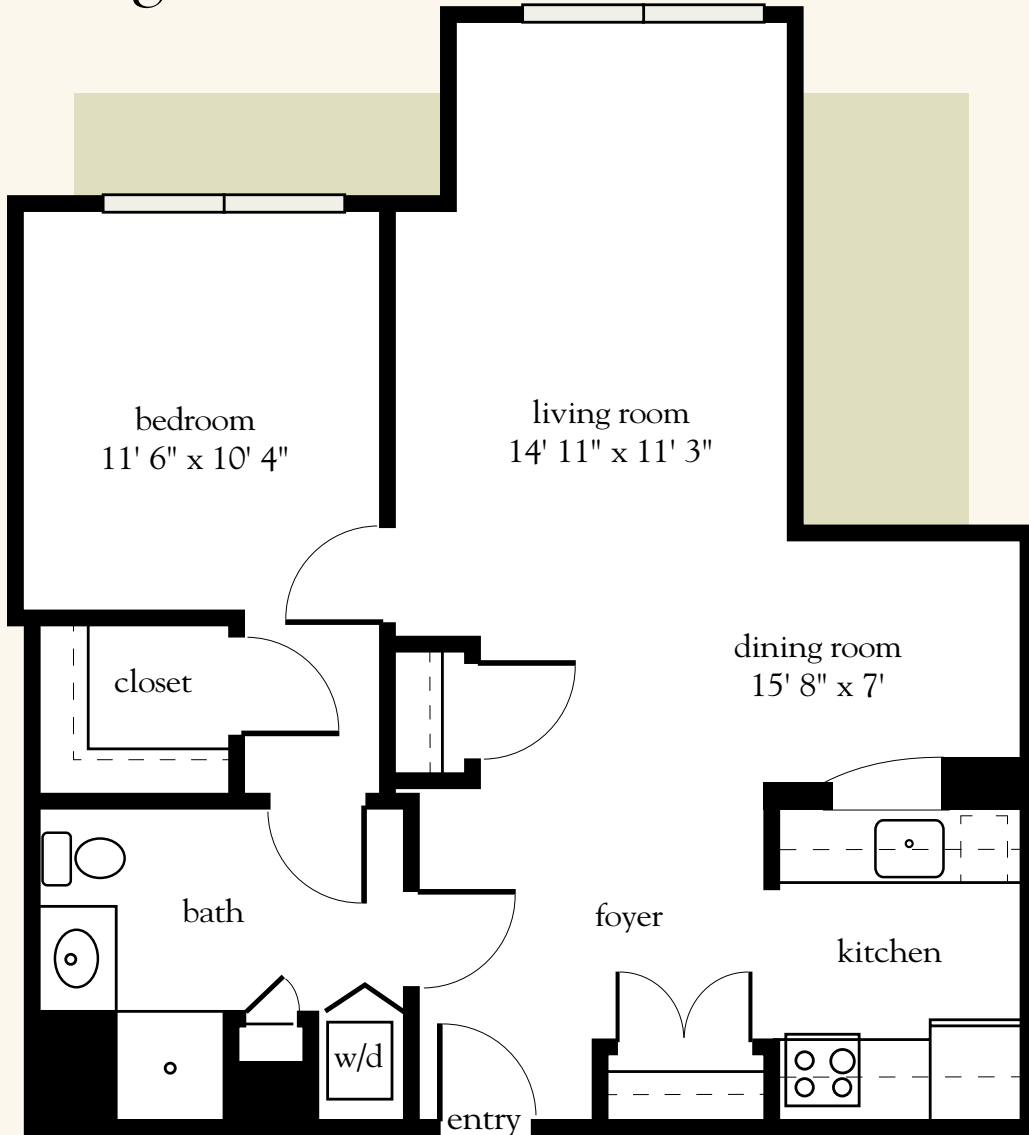 living room
14' 11" x 11' 3"
bedroom
11' 6" x 10' 4"
dining room
15' 8" x 7'
closet
bath
foyer
kitchen
w/d
entry